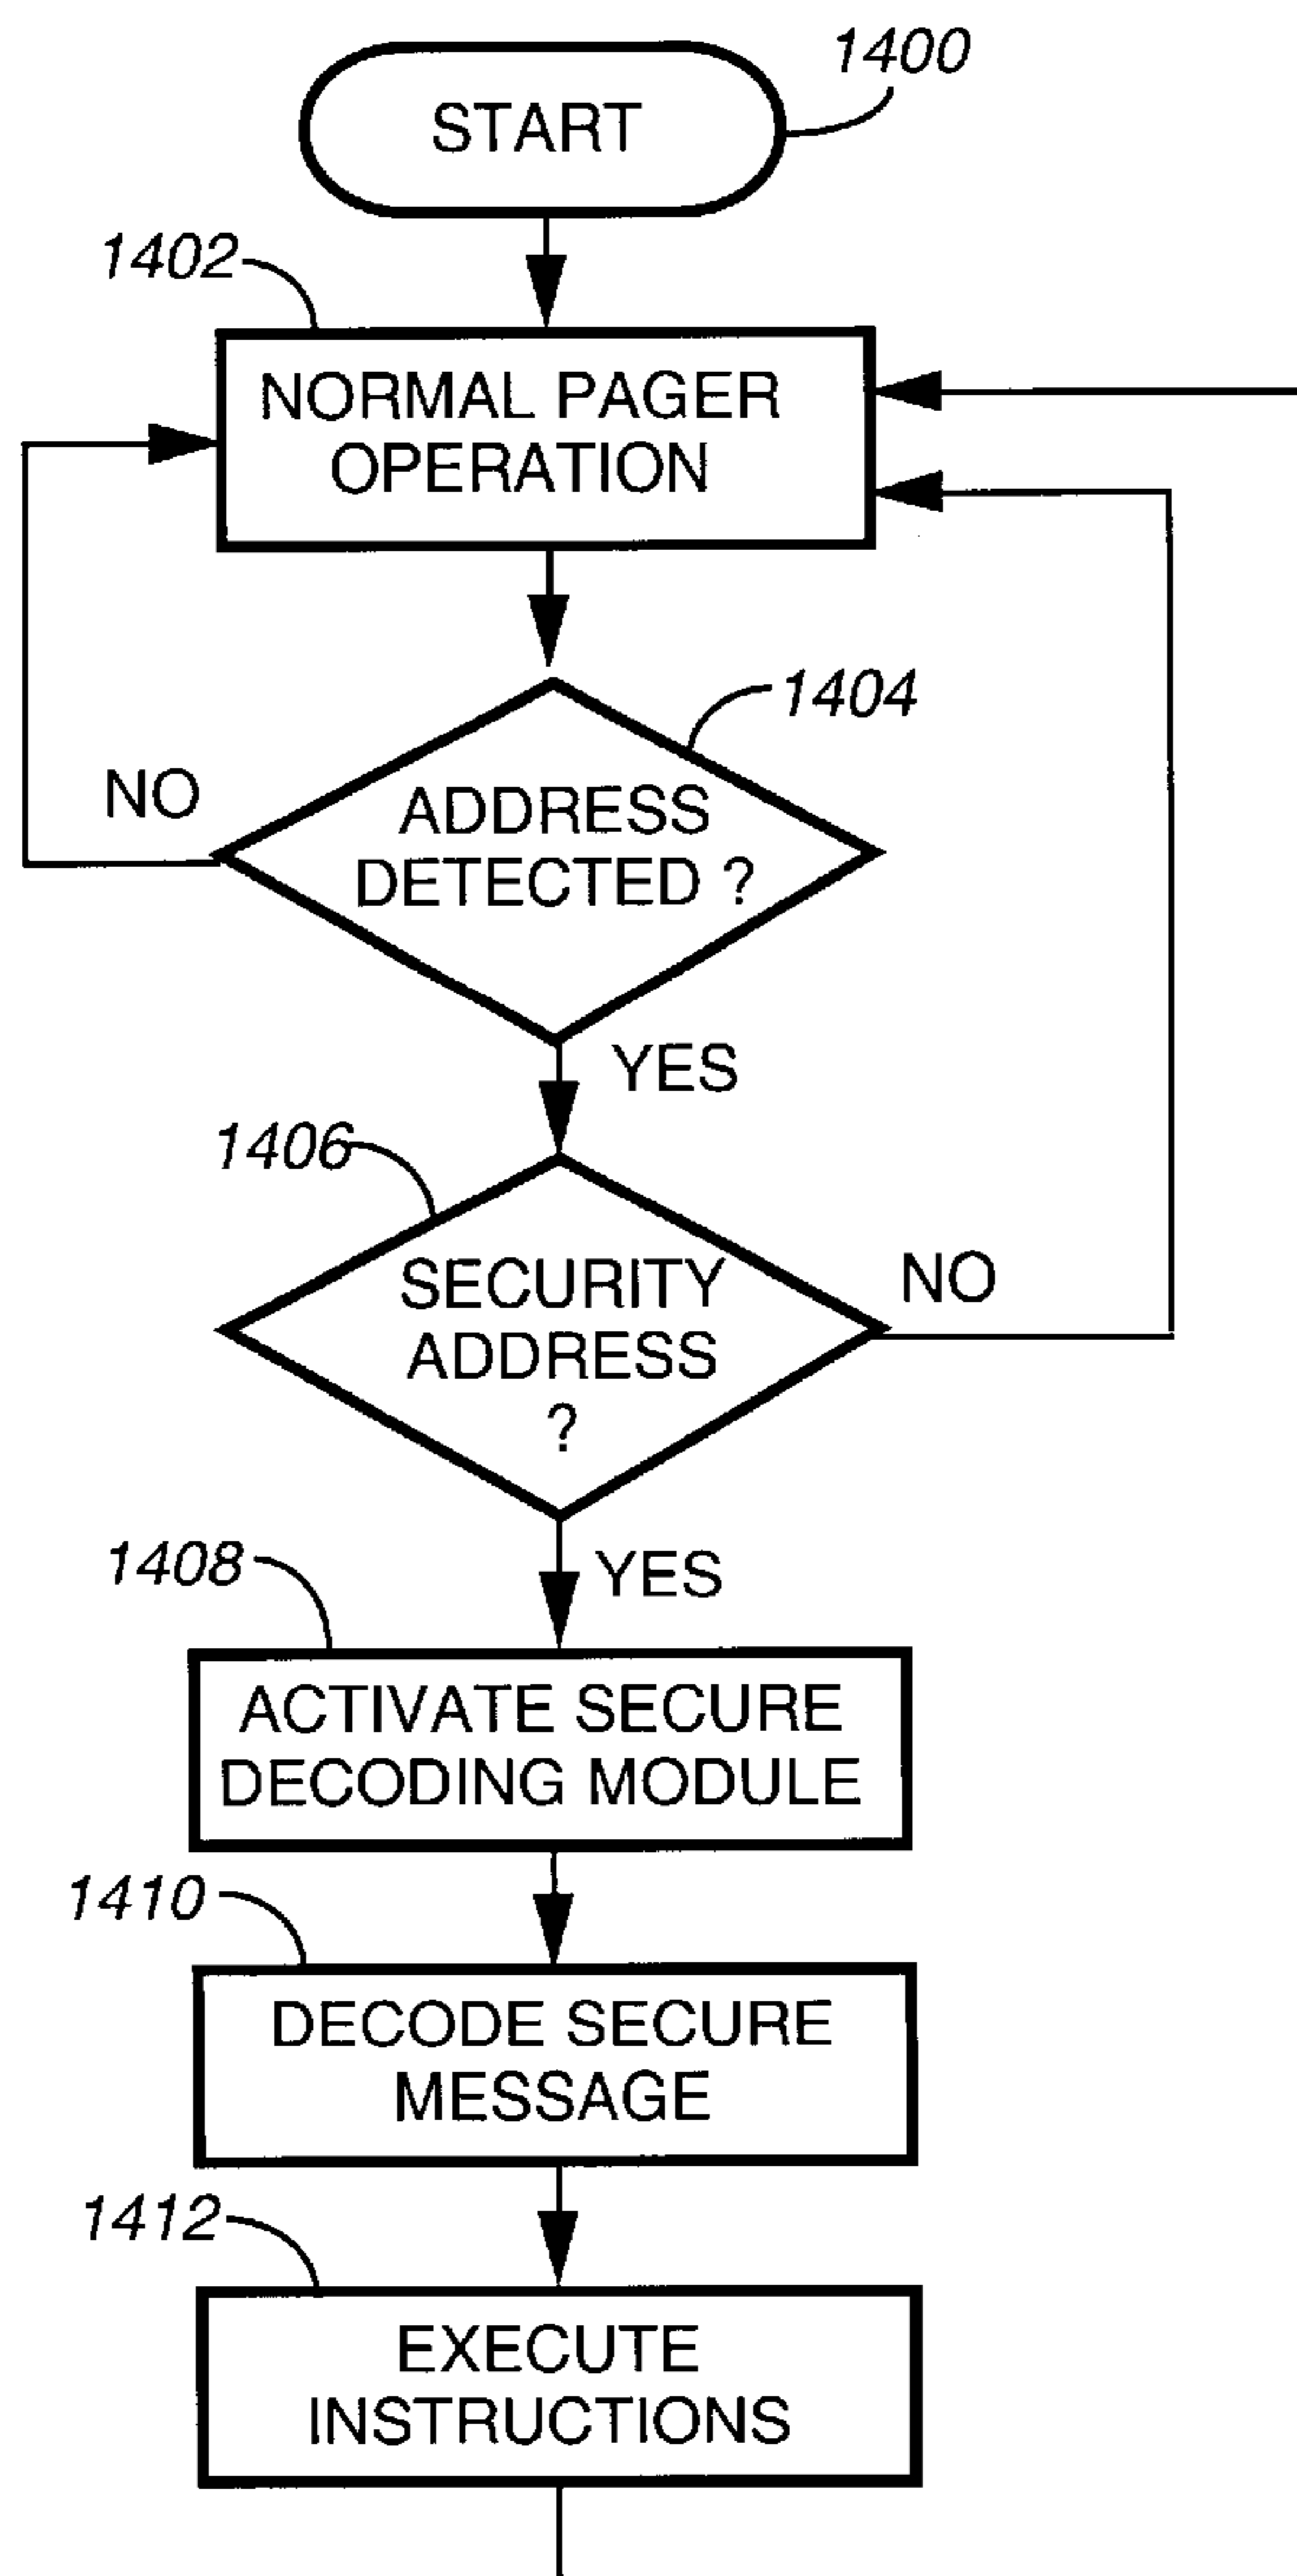 1400
START
1402
NORMAL PAGER
OPERATION
1404
NO
ADDRESS
DETECTED ?
YES
1406
SECURITY
ADDRESS
?
NO
1408
YES
ACTIVATE SECURE
DECODING MODULE
1410
DECODE SECURE
MESSAGE
1412
EXECUTE
INSTRUCTIONS